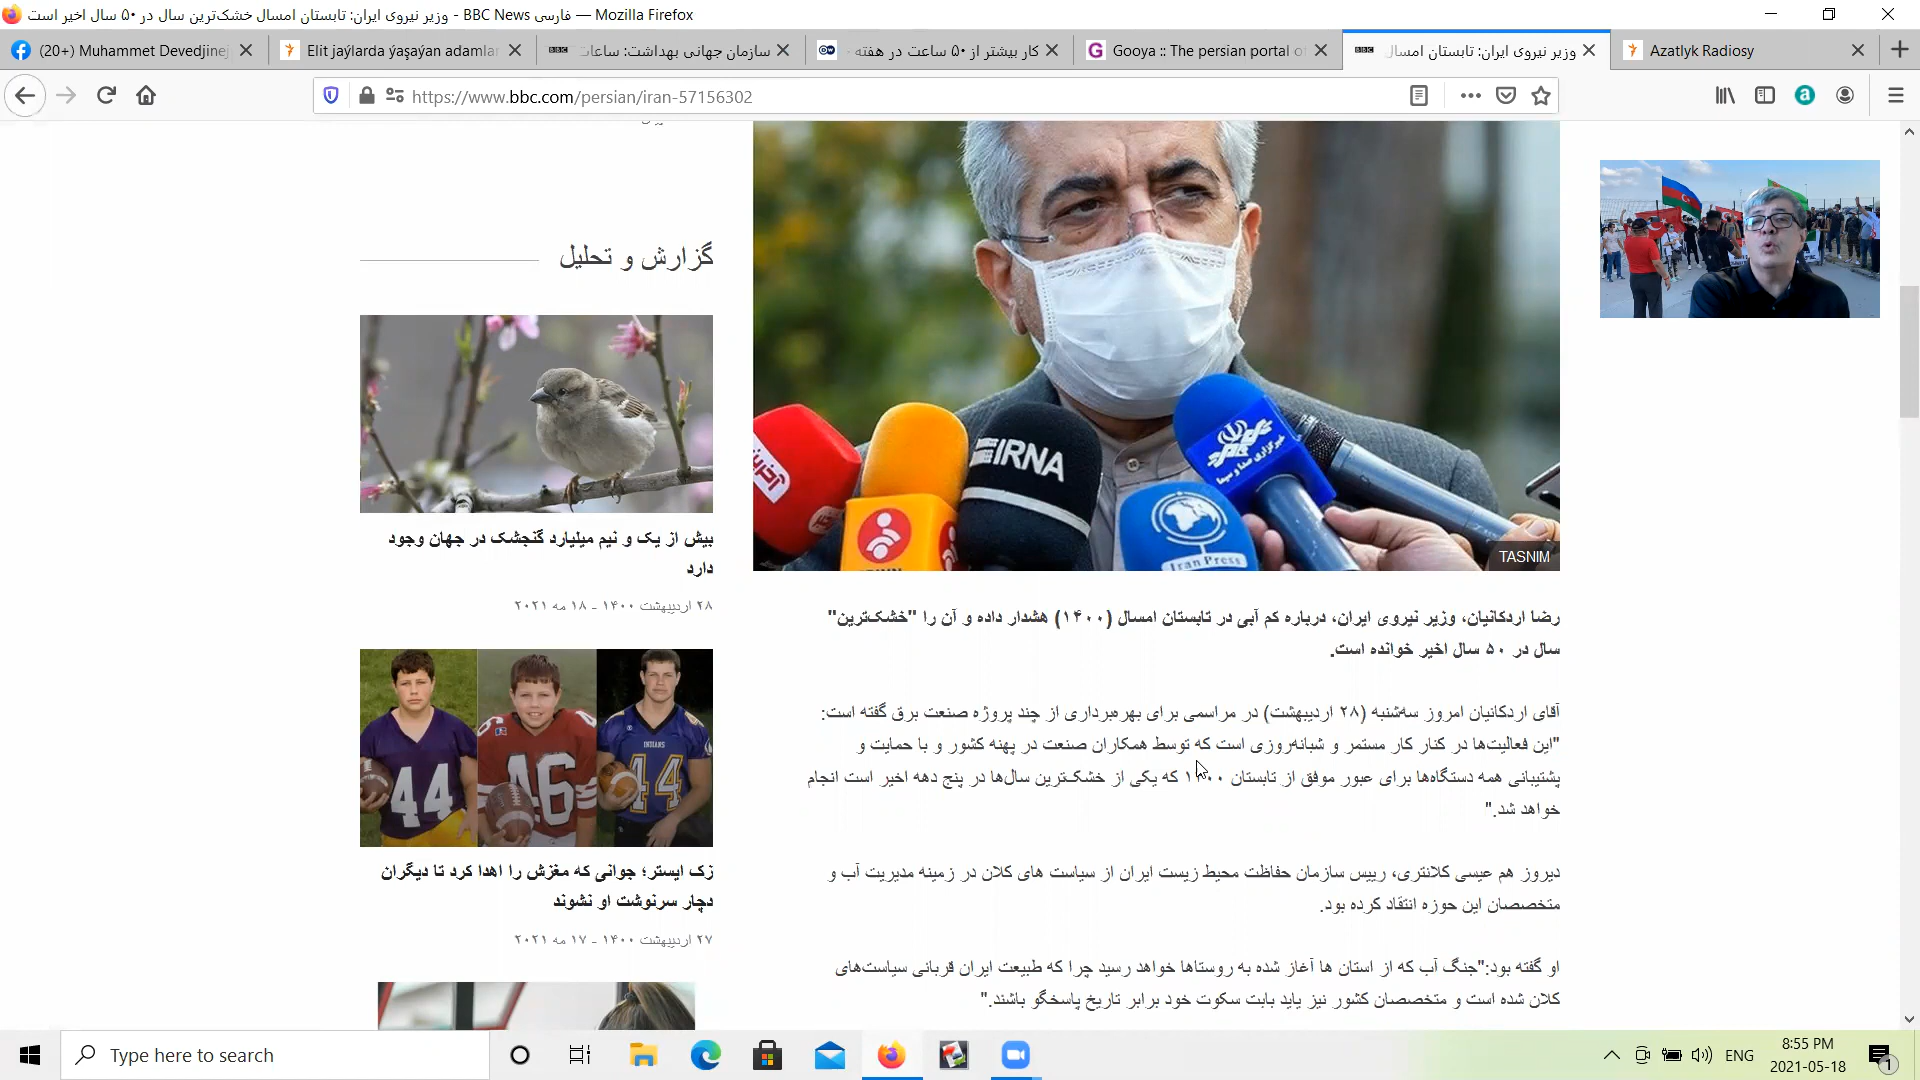 وزیر نیروی ایران: تابستان امسال خشک‌ترین سال در ۵۰ سال اخیر است - BBC News فارسی — Mozilla Firefox
(20+) Muhammet Devedjinej
Elit jaýlarda ýaşaýan adamlar
سازمان جهانی بهداشت: ساعات
کار بیشتر از ۵۰ ساعت در هفته -
Gooya :: The persian portal o
وزیر نیروی ایران: تابستان امسال
Azatlyk Radiosy
https://www.bbc.com/persian/iran-57156302
گزارش و تحلیل
بیش از یک و نیم میلیارد گنجشک در جهان وجود
دارد
۲۸ اردیبهشت ۱۴۰۰ - ۱۸ مه ۲۰۲۱
44
46
INDIANS
44
زک ایستر؛ جوانی که مغزش را اهدا کرد تا دیگران
دچار سرنوشت او نشوند
۲۷ اردیبهشت ۱۴۰۰ - ۱۷ مه ۲۰۲۱
IRNA
خبرگزاری صدا و سیما
Iran Press
TASNIM
رضا اردکانیان، وزیر نیروی ایران، درباره کم آبی در تابستان امسال (۱۴۰۰) هشدار داده و آن را "خشک‌ترین"
سال در ۵۰ سال اخیر خوانده است.
آقای اردکانیان امروز سه‌شنبه (۲۸ اردیبهشت) در مراسمی برای بهره‌برداری از چند پروژه صنعت برق گفته است:
"این فعالیت‌ها در کنار کار مستمر و شبانه‌روزی است که توسط همکاران صنعت در پهنه کشور و با حمایت و
پشتیبانی همه دستگاه‌ها برای عبور موفق از تابستان ۱۴۰۰ که یکی از خشک‌ترین سال‌ها در پنج دهه اخیر است انجام
خواهد شد."
دیروز هم عیسی کلانتری، رییس سازمان حفاظت محیط زیست ایران از سیاست های کلان در زمینه مدیریت آب و
متخصصان این حوزه انتقاد کرده بود.
او گفته بود:"جنگ آب که از استان ها آغاز شده به روستاها خواهد رسید چرا که طبیعت ایران قربانی سیاست‌های
کلان شده است و متخصصان کشور نیز باید بابت سکوت خود برابر تاریخ پاسخگو باشند."
Type here to search
ENG
8:55 PM
2021-05-18
1